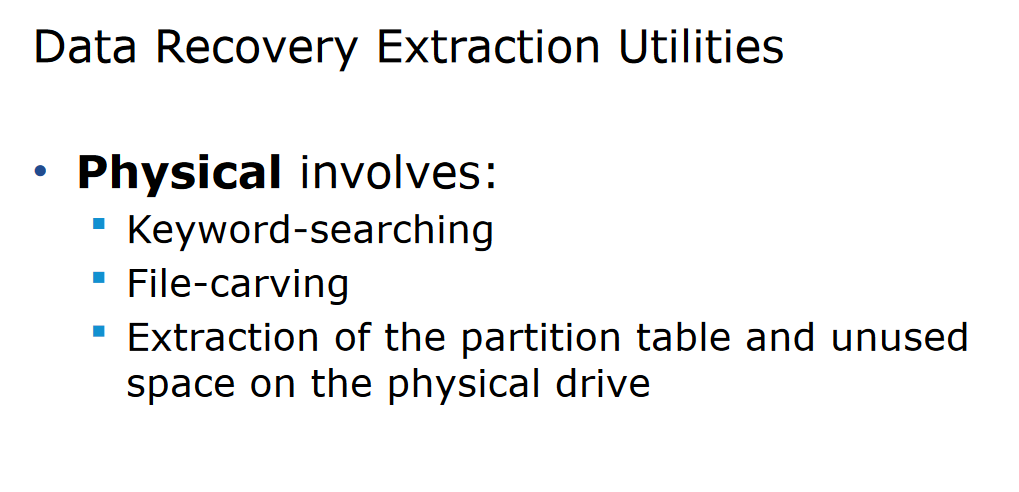 Data Recovery Extraction Utilities
• Physical involves:
▪ Keyword-searching
▪ File-carving
▪ Extraction of the partition table and unused
space on the physical drive